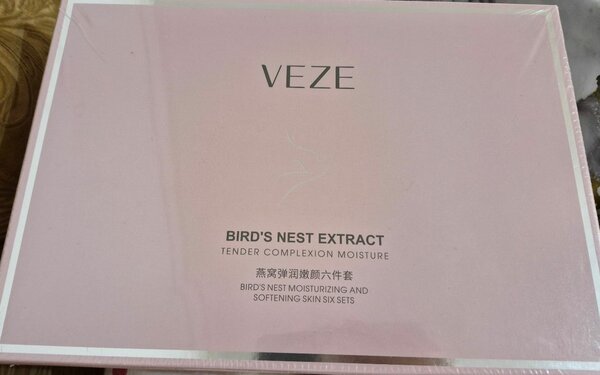 VEZE
BIRD'S NEST EXTRACT
TENDER COMPLEXION MOISTURE
燕窝弹润嫩颜六件套
BIRD'S NEST MOISTURIZING AND
SOFTENING SKIN SIX SETS